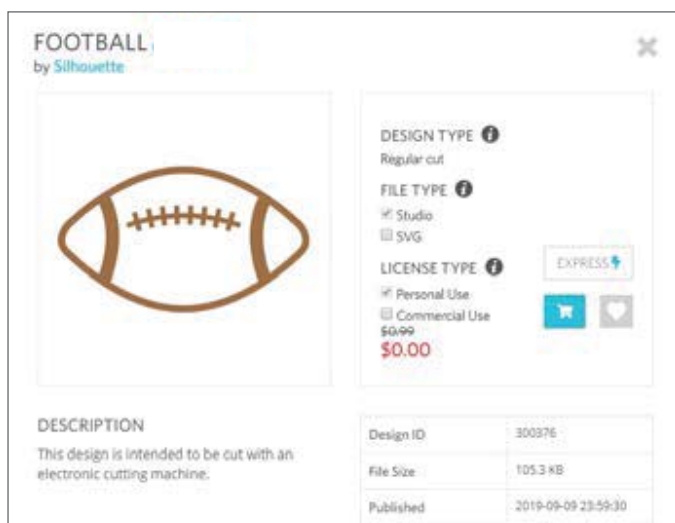 FOOTBALL
by Silhouette
DESIGN TYPE
Regular cut
FILE TYPE
Studio
SVG
LICENSE TYPE
Personal Use
Commercial Use
$0.99
$0.00
EXPRESS
DESCRIPTION
This design is intended to be cut with an
electronic cutting machine.
Design ID 300376
File Size 105.3 KB
Published 2019-09-09 23:59:30